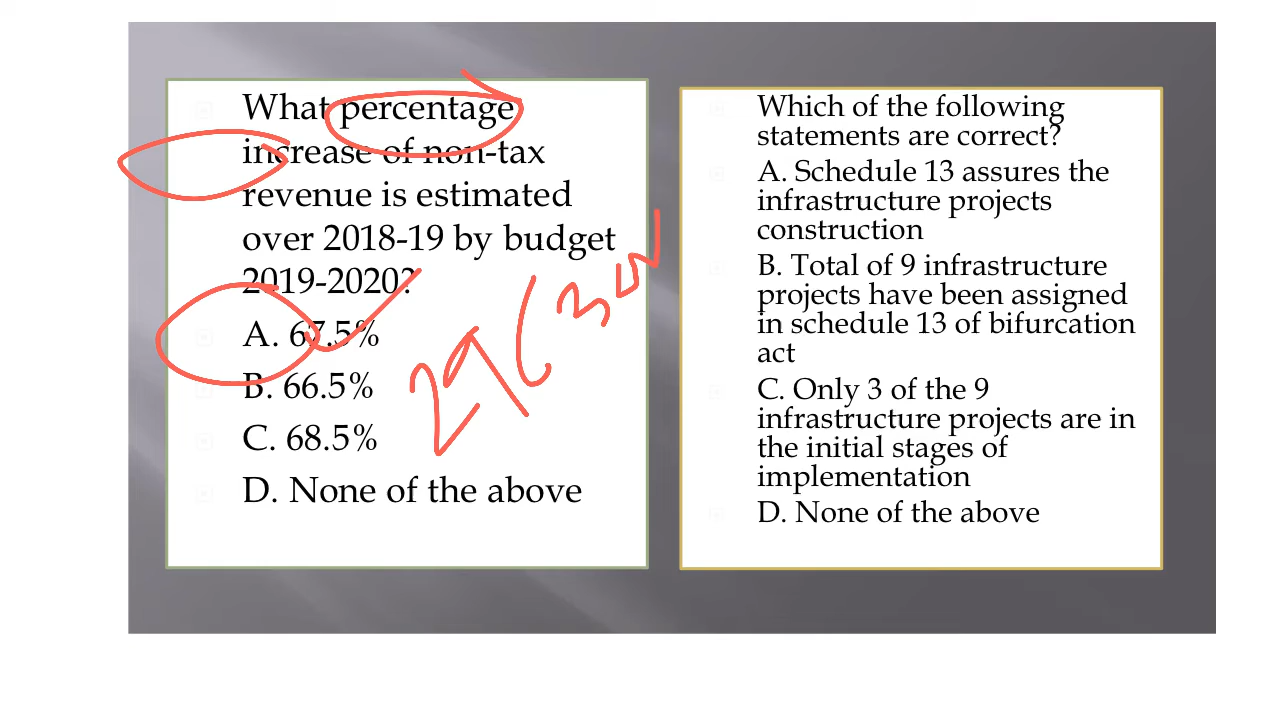 What percentage
increase of non-tax
revenue is estimated
over 2018-19 by budget
2019-2020?
A. 67.5%
B. 66.5%
C. 68.5%
D. None of the above
Which of the following
statements are correct?
A. Schedule 13 assures the
infrastructure projects
construction
B. Total of 9 infrastructure
projects have been assigned
in schedule 13 of bifurcation
act
C. Only 3 of the 9
infrastructure projects are in
the initial stages of
implementation
D. None of the above